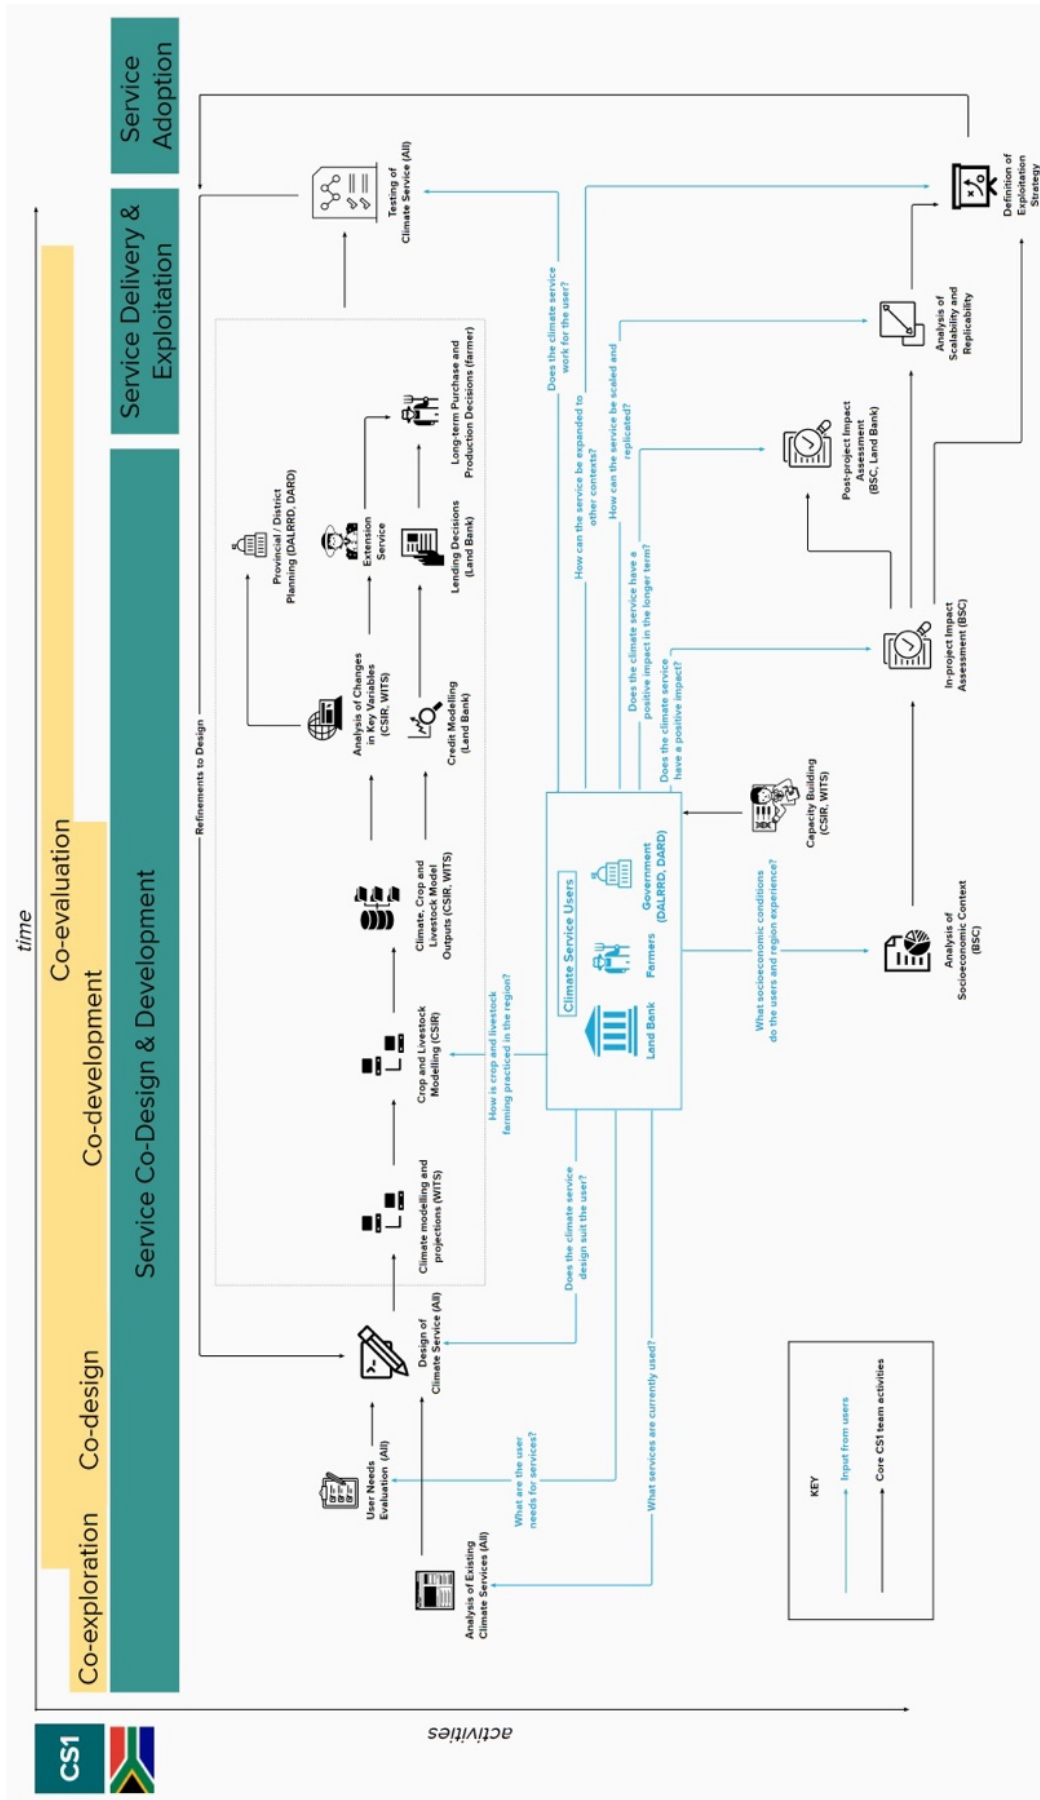 CS1
time
activities
Co-evaluation
Co-exploration
Co-design
Co-development
Service Co-Design & Development
Service Delivery &
Exploitation
Service
Adoption
Refinements to Design
Provincial / District
Planning (DALRRD, DARD)
User Needs
Evaluation (All)
Analysis of Existing
Climate Services (All)
Design of
Climate Service (All)
Climate modelling and
projections (WITS)
Crop and Livestock
Modelling (CSIR)
Climate, Crop and
Livestock Model
Outputs (CSIR, WITS)
Analysis of Changes
in Key Variables
(CSIR, WITS)
Credit Modelling
(Land Bank)
Extension
Service
Lending Decisions
(Land Bank)
Long-term Purchase and
Production Decisions (farmer)
Testing of
Climate Service (All)
What are the user
needs for services?
What services are currently used?
Does the climate service
design suit the user?
How is crop and livestock
farming practiced in the region?
Climate Service Users
Land Bank
Farmers
Government
(DALRRD, DARD)
Does the climate service
work for the user?
How can the service be expanded to
other contexts?
How can the service be scaled and
replicated?
Does the climate service have a
positive impact in the longer term?
Does the climate service
have a positive impact?
What socioeconomic conditions
do the users and region experience?
Capacity Building
(CSIR, WITS)
Analysis of
Socioeconomic Context
(BSC)
In-project Impact
Assessment (BSC)
Post-project Impact
Assessment
(BSC, Land Bank)
Analysis of
Scalability and
Replicability
Definition of
Exploitation
Strategy
KEY
Input from users
Core CS1 team activities